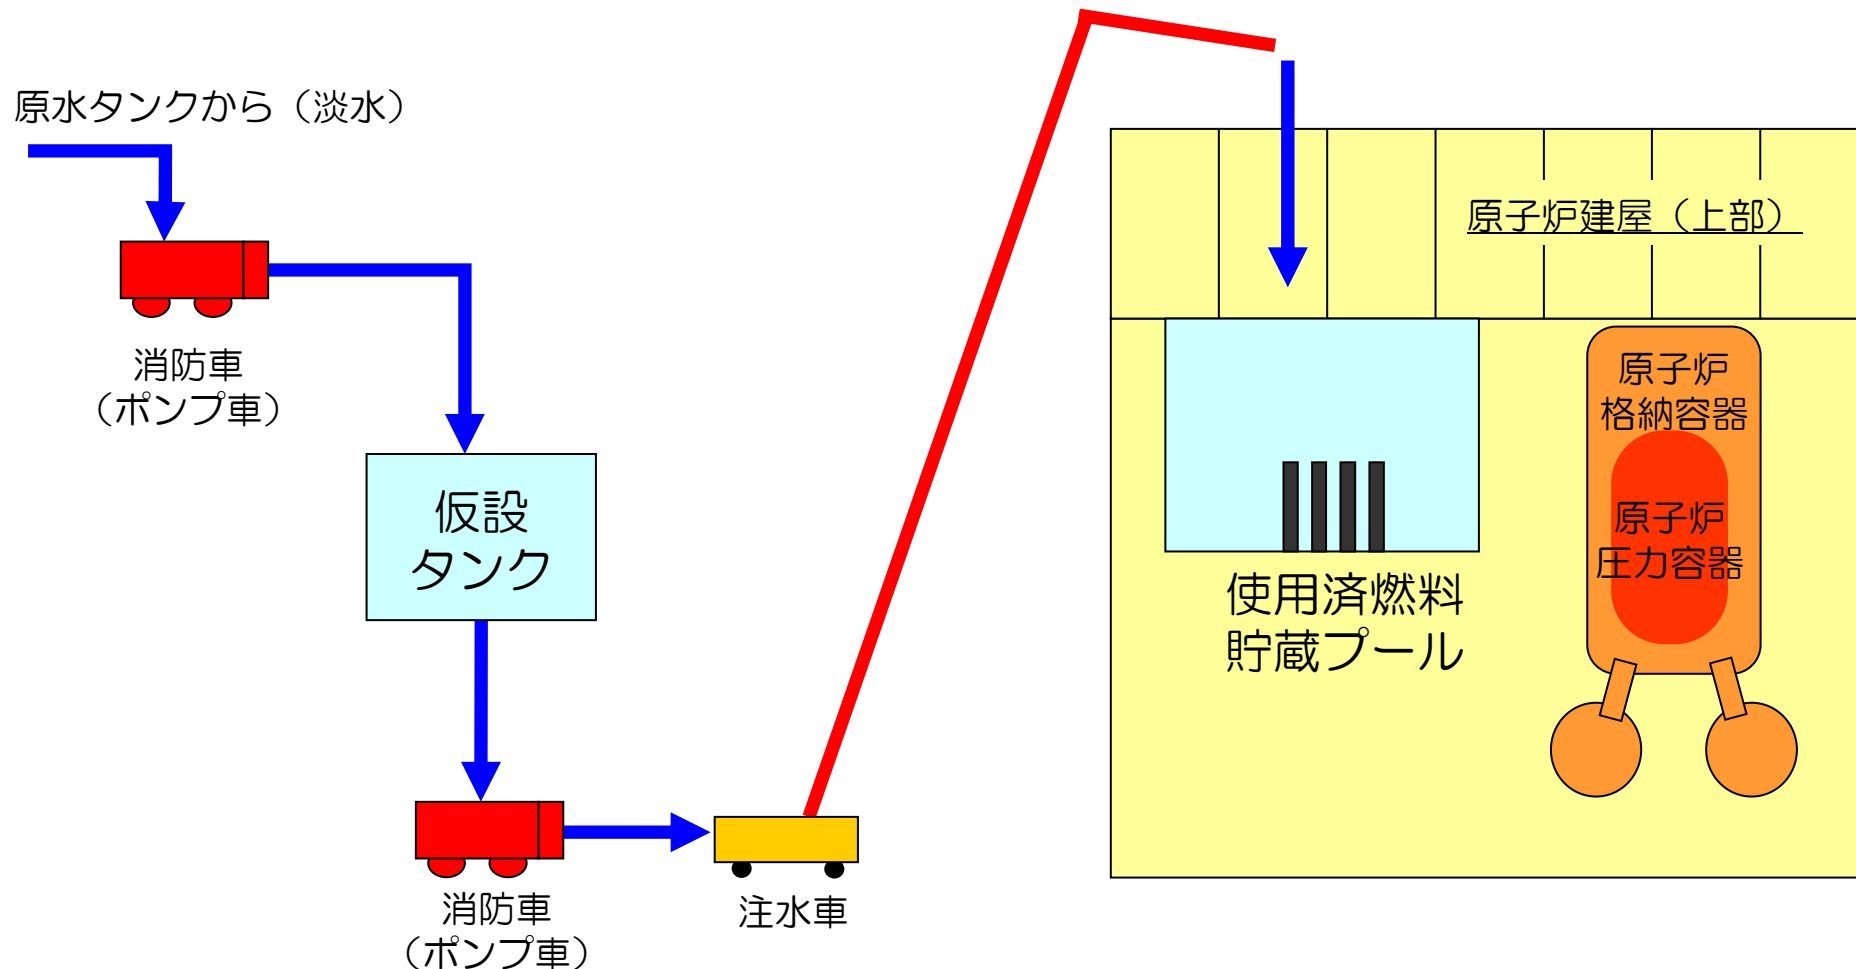 原水タンクから（淡水）
消防車
（ポンプ車）
仮設
タンク
消防車
（ポンプ車）
注水車
原子炉建屋（上部）
使用済燃料
貯蔵プール
原子炉
格納容器
原子炉
圧力容器